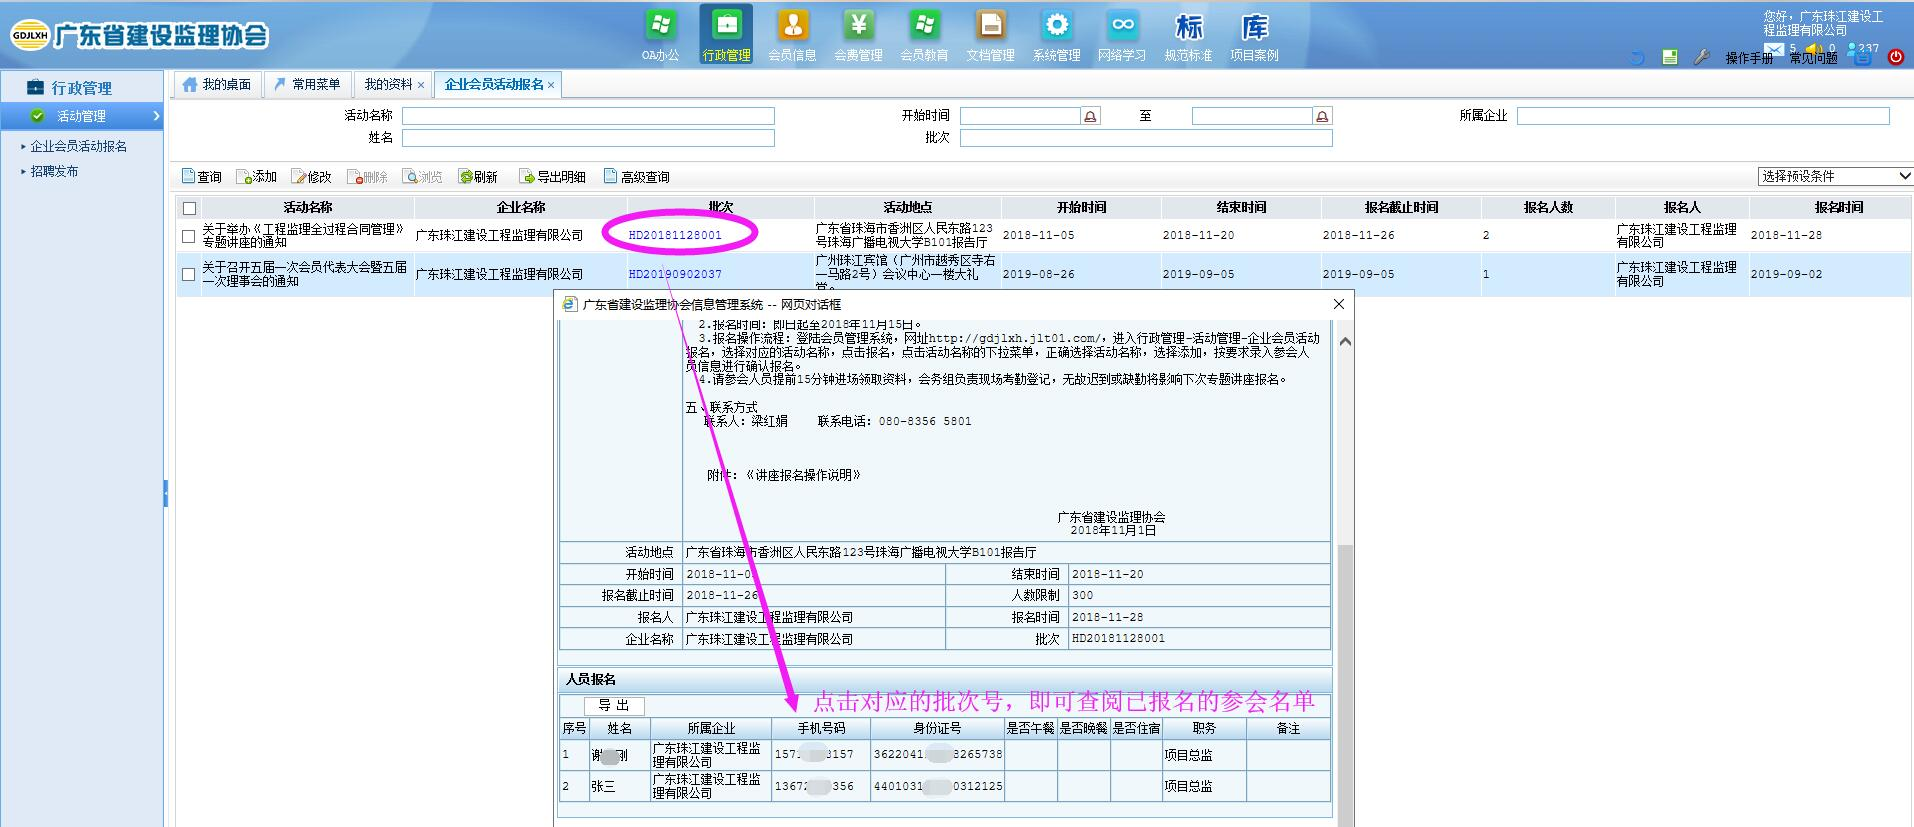 GDJLXH 广东省建设监理协会
OA办公 行政管理 会员信息 会费管理 会员教育 文档管理 系统管理 网络学习 规范标准 项目案例
标 库
您好，广东珠江建设工
程监理有限公司
5 0 237
操作手册 常见问题
行政管理
活动管理
企业会员活动报名
招聘发布
我的桌面 常用菜单 我的资料 × 企业会员活动报名 ×
活动名称 开始时间 至 所属企业
姓名 批次
查询 添加 修改 删除 浏览 刷新 导出明细 高级查询 选择预设条件
活动名称 企业名称 批次 活动地点 开始时间 结束时间 报名截止时间 报名人数 报名人 报名时间
关于举办《工程监理全过程合同管理》
专题讲座的通知
广东珠江建设工程监理有限公司
HD20181128001
广东省珠海市香洲区人民东路123
号珠海广播电视大学B101报告厅
2018-11-05 2018-11-20 2018-11-26 2
广东珠江建设工程监理
有限公司
2018-11-28
关于召开五届一次会员代表大会暨五届
一次理事会的通知
广东珠江建设工程监理有限公司
HD20190902037
广州珠江宾馆（广州市越秀区寺右
一马路2号）会议中心一楼大礼
堂。
2019-08-26 2019-09-05 2019-09-05 1
广东珠江建设工程监理
有限公司
2019-09-02
广东省建设监理协会信息管理系统 -- 网页对话框
2.报名时间：即日起至2018年11月15日。
3.报名操作流程：登陆会员管理系统，网址http://gdjlxh.jlt01.com/，进入行政管理-活动管理-企业会员活动
报名，选择对应的活动名称，点击报名，点击活动名称的下拉菜单，正确选择活动名称，选择添加，按要求录入参会人
员信息进行确认报名。
4.请参会人员提前15分钟进场领取资料，会务组负责现场考勤登记，无故迟到或缺勤将影响下次专题讲座报名。
五、联系方式
联系人：梁红娟 联系电话：080-8356 5801
附件：《讲座报名操作说明》
广东省建设监理协会
2018年11月1日
活动地点 广东省珠海市香洲区人民东路123号珠海广播电视大学B101报告厅
开始时间 2018-11-0 结束时间 2018-11-20
报名截止时间 2018-11-26 人数限制 300
报名人 广东珠江建设工程监理有限公司 报名时间 2018-11-28
企业名称 广东珠江建设工程监理有限公司 批次 HD20181128001
人员报名
点击对应的批次号，即可查阅已报名的参会名单
导 出
序号 姓名 所属企业 手机号码 身份证号 是否午餐 是否晚餐 是否住宿 职务 备注
1 谢 刚
广东珠江建设工程监
理有限公司
157 3157 3622041 8265738 项目总监
2 张三
广东珠江建设工程监
理有限公司
1367 356 4401031 0312125 项目总监